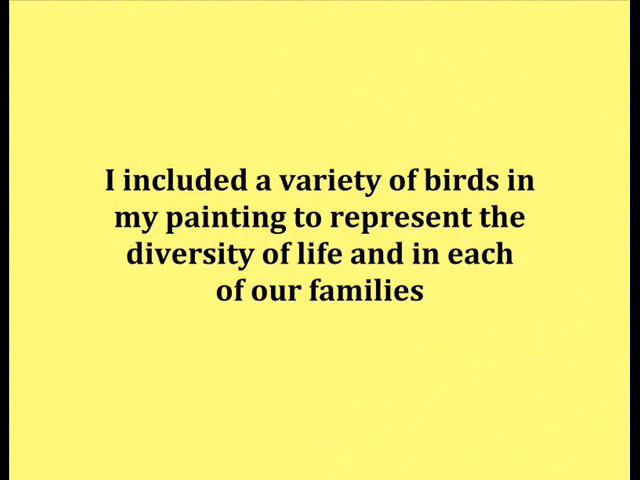 I included a variety of birds in
my painting to represent the
diversity of life and in each
of our families